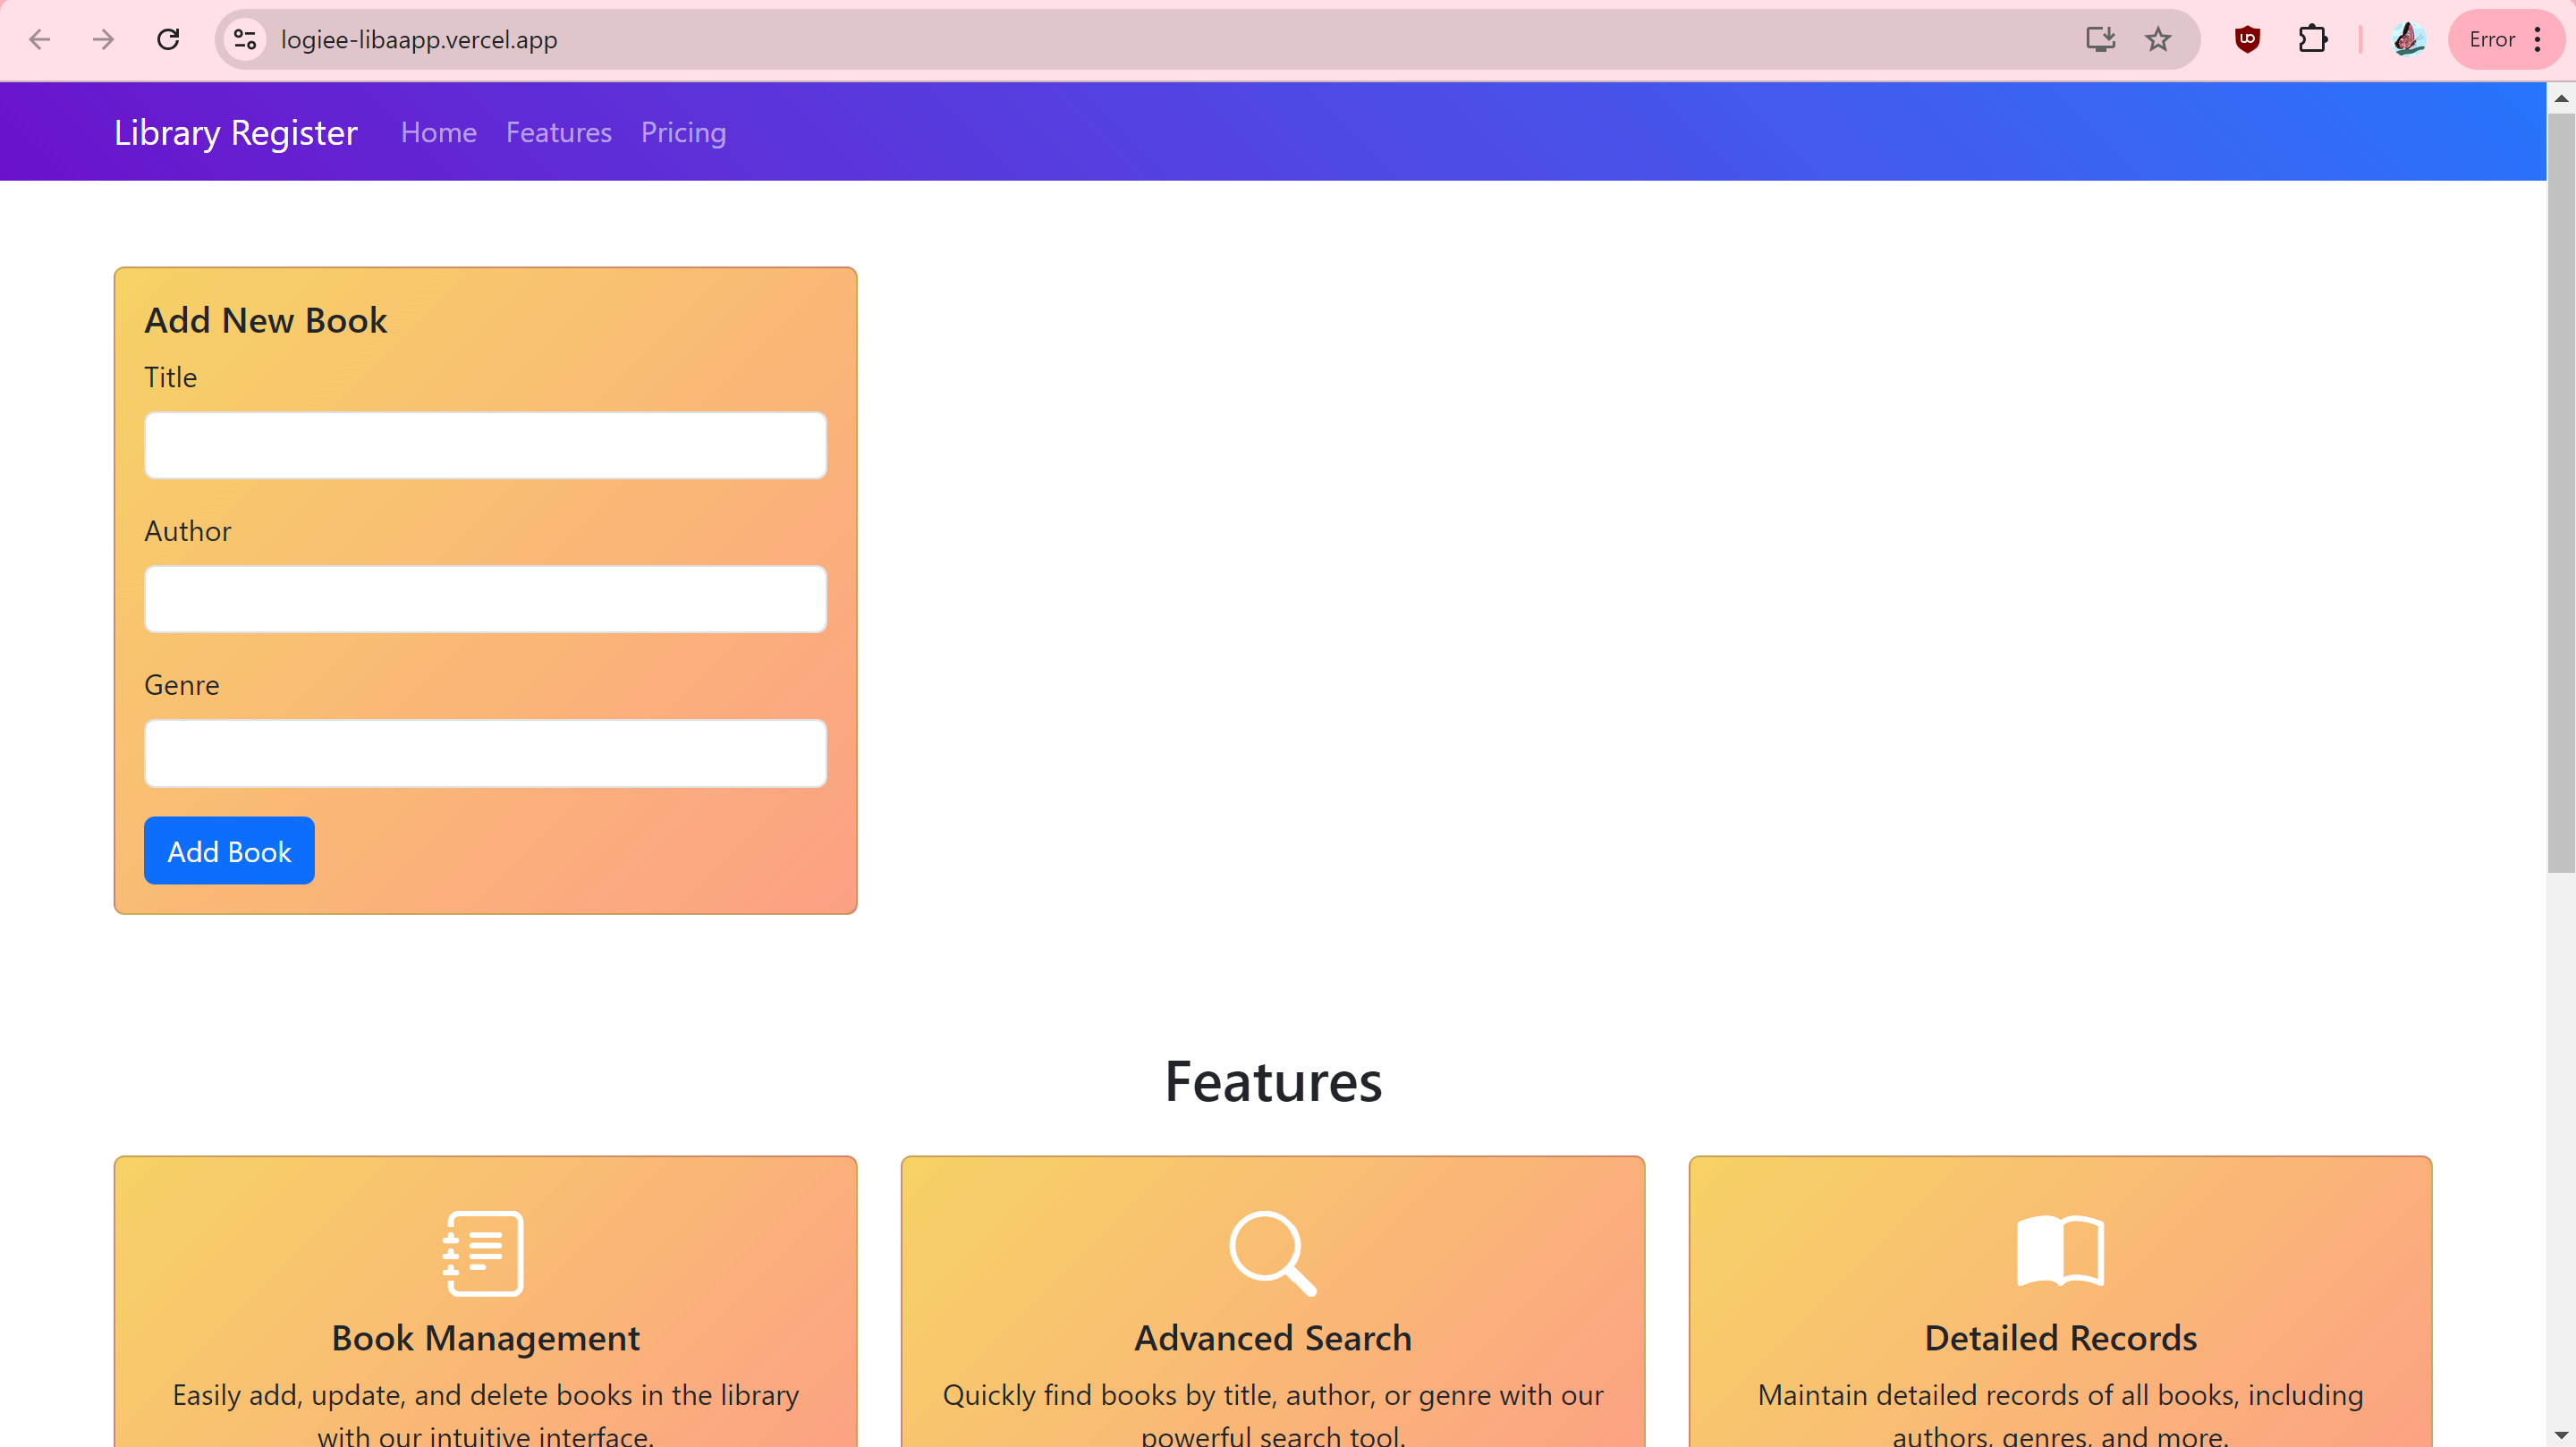 logiee-libaapp.vercel.app
Error
Library Register Home Features Pricing
Add New Book
Title
Author
Genre
Add Book
Features
Book Management
Easily add, update, and delete books in the library
with our intuitive interface.
Advanced Search
Quickly find books by title, author, or genre with our
powerful search tool.
Detailed Records
Maintain detailed records of all books, including
authors, genres, and more.